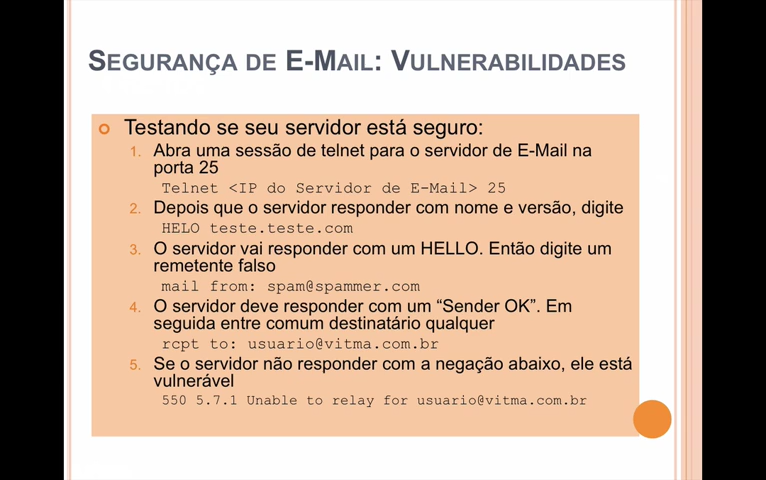 SEGURANÇA DE E-MAIL: VULNERABILIDADES
Testando se seu servidor está seguro:
1. Abra uma sessão de telnet para o servidor de E-Mail na
porta 25
Telnet <IP do Servidor de E-Mail> 25
2. Depois que o servidor responder com nome e versão, digite
HELO teste.teste.com
3. O servidor vai responder com um HELLO. Então digite um
remetente falso
mail from: spam@spammer.com
4. O servidor deve responder com um “Sender OK”. Em
seguida entre comum destinatário qualquer
rcpt to: usuario@vitma.com.br
5. Se o servidor não responder com a negação abaixo, ele está
vulnerável
550 5.7.1 Unable to relay for usuario@vitma.com.br